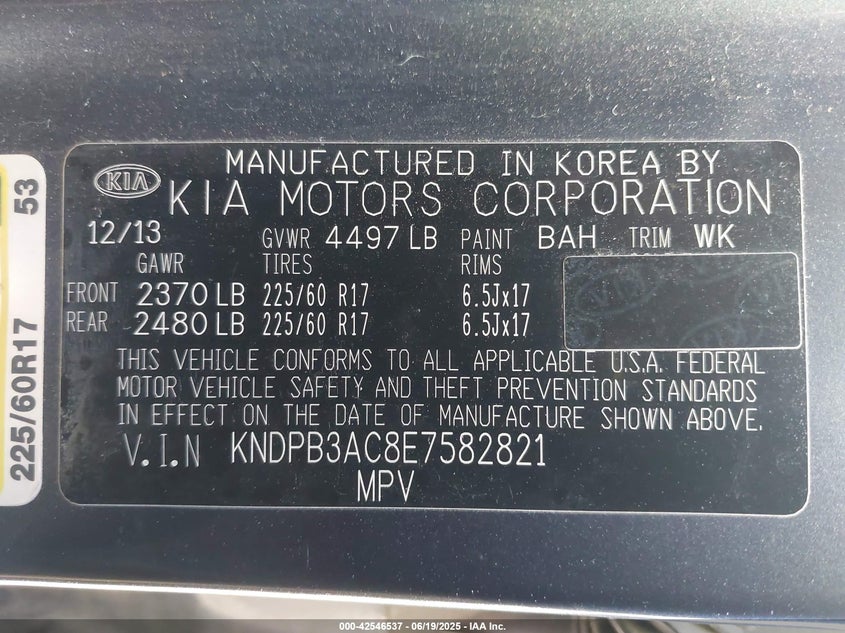 MANUFACTURED IN KOREA BY
KIA
KIA MOTORS CORPORATION
12/13 GVWR 4497 LB PAINT BAH TRIM WK
GAWR TIRES RIMS
FRONT 2370 LB 225/60 R17 6.5Jx17
REAR 2480 LB 225/60 R17 6.5Jx17
THIS VEHICLE CONFORMS TO ALL APPLICABLE U.S.A. FEDERAL
MOTOR VEHICLE SAFETY AND THEFT PREVENTION STANDARDS
IN EFFECT ON THE DATE OF MANUFACTURE SHOWN ABOVE.
V.I.N KNDPB3AC8E7582821
MPV
225/60R17 53
000-42546537 - 06/19/2025 - IAA Inc.